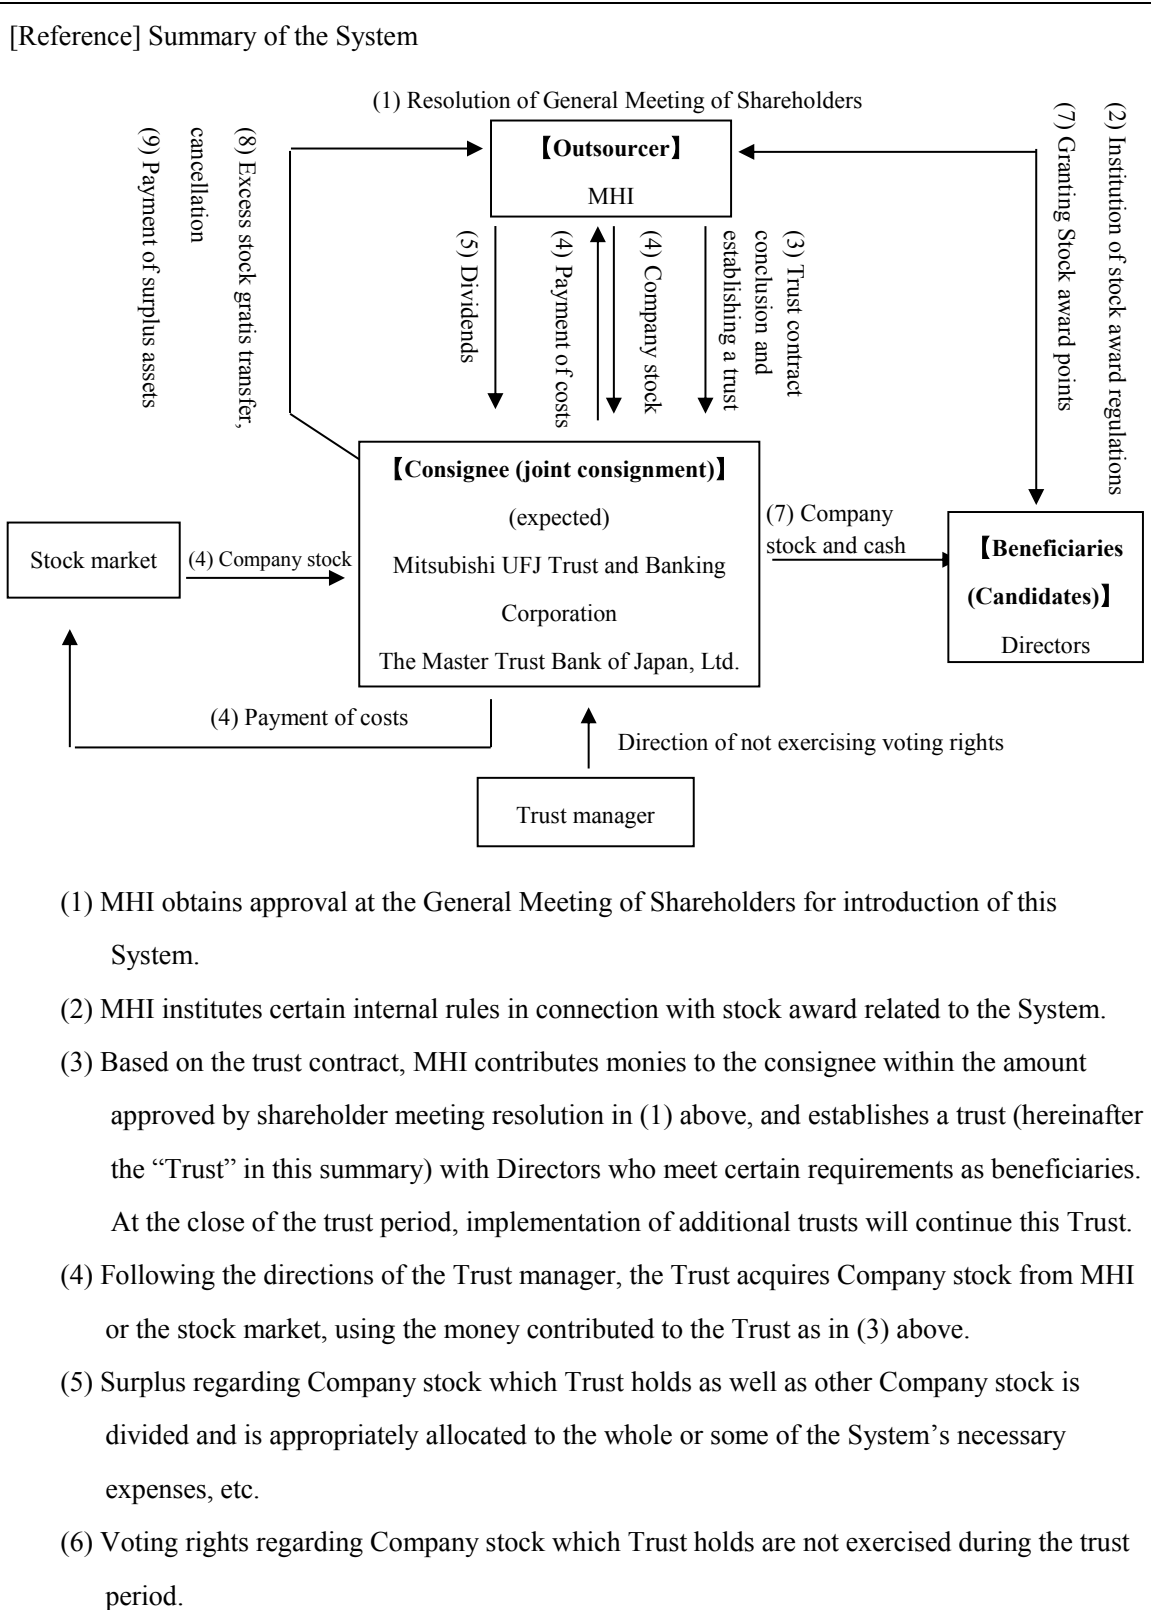 [Reference] Summary of the System
(1) Resolution of General Meeting of Shareholders
【Outsourcer】
MHI
(9) Payment of surplus assets
(8) Excess stock gratis transfer,
cancellation
(5) Dividends
(4) Payment of costs
(4) Company stock
(3) Trust contract
conclusion and
establishing a trust
(2) Institution of stock award regulations
(7) Granting Stock award points
【Consignee (joint consignment)】
(expected)
Mitsubishi UFJ Trust and Banking
Corporation
The Master Trust Bank of Japan, Ltd.
Stock market
(4) Company stock
(7) Company
stock and cash
【Beneficiaries
(Candidates)】
Directors
(4) Payment of costs
Direction of not exercising voting rights
Trust manager
(1) MHI obtains approval at the General Meeting of Shareholders for introduction of this
System.
(2) MHI institutes certain internal rules in connection with stock award related to the System.
(3) Based on the trust contract, MHI contributes monies to the consignee within the amount
approved by shareholder meeting resolution in (1) above, and establishes a trust (hereinafter
the “Trust” in this summary) with Directors who meet certain requirements as beneficiaries.
At the close of the trust period, implementation of additional trusts will continue this Trust.
(4) Following the directions of the Trust manager, the Trust acquires Company stock from MHI
or the stock market, using the money contributed to the Trust as in (3) above.
(5) Surplus regarding Company stock which Trust holds as well as other Company stock is
divided and is appropriately allocated to the whole or some of the System’s necessary
expenses, etc.
(6) Voting rights regarding Company stock which Trust holds are not exercised during the trust
period.